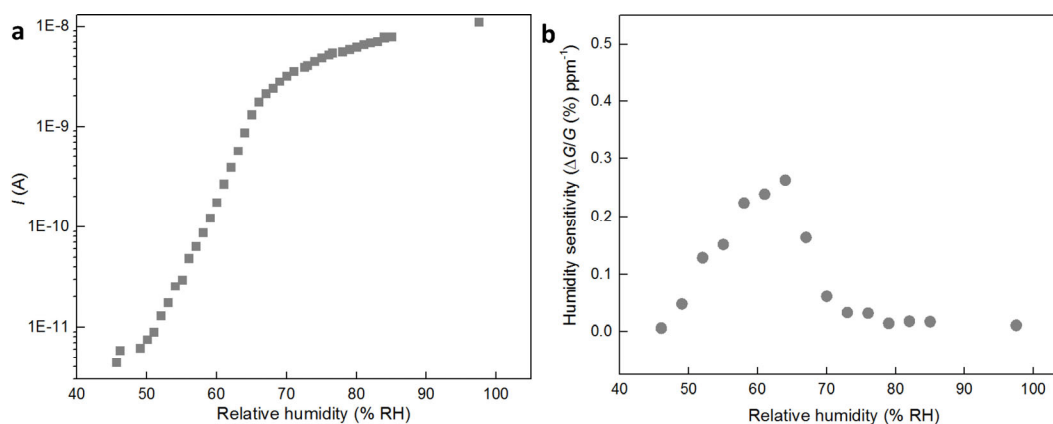 a
1E-8
1E-9
1E-10
1E-11
I (A)
40 50 60 70 80 90 100
Relative humidity (% RH)
b
0.5
0.4
0.3
0.2
0.1
0.0
Humidity sensitivity (ΔG/G (%) ppm⁻¹)
40 50 60 70 80 90 100
Relative humidity (% RH)